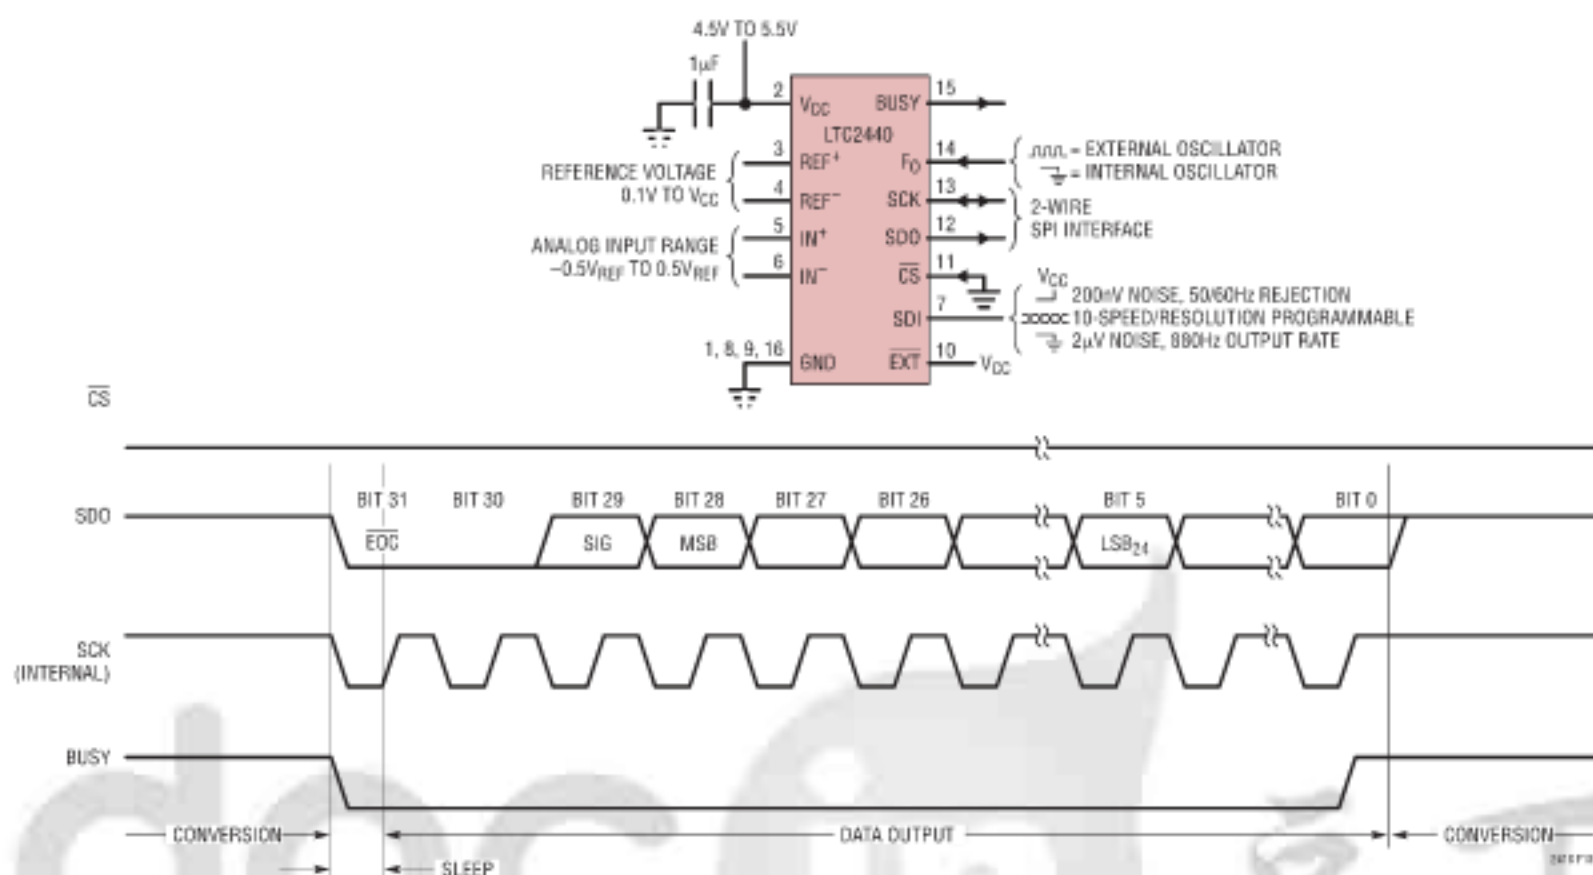 4.5V TO 5.5V
1µF
2
VCC
BUSY
15
LTC2440
3
REF+
FO
14
= EXTERNAL OSCILLATOR
= INTERNAL OSCILLATOR
REFERENCE VOLTAGE
0.1V TO VCC
4
REF−
SCK
13
2-WIRE
SPI INTERFACE
5
IN+
SDO
12
ANALOG INPUT RANGE
−0.5VREF TO 0.5VREF
6
IN−
CS
11
VCC
200nV NOISE, 50/60Hz REJECTION
SDI
7
10-SPEED/RESOLUTION PROGRAMMABLE
2µV NOISE, 880Hz OUTPUT RATE
1, 8, 9, 16
GND
EXT
10
VCC
CS
BIT 31
BIT 30
BIT 29
BIT 28
BIT 27
BIT 26
BIT 5
BIT 0
SDO
EOC
SIG
MSB
LSB24
SCK
(INTERNAL)
BUSY
CONVERSION
DATA OUTPUT
CONVERSION
SLEEP